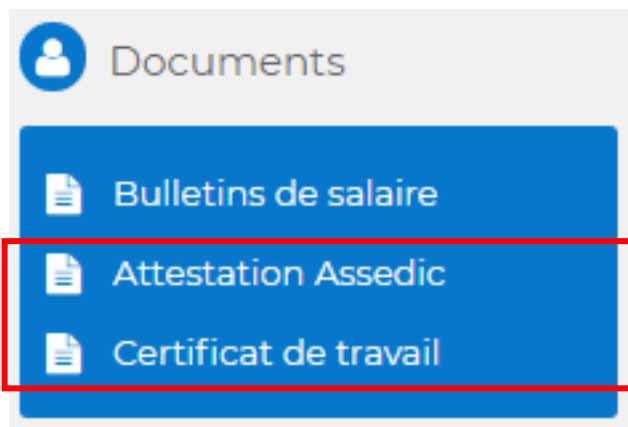 Documents
Bulletins de salaire
Attestation Assedic
Certificat de travail